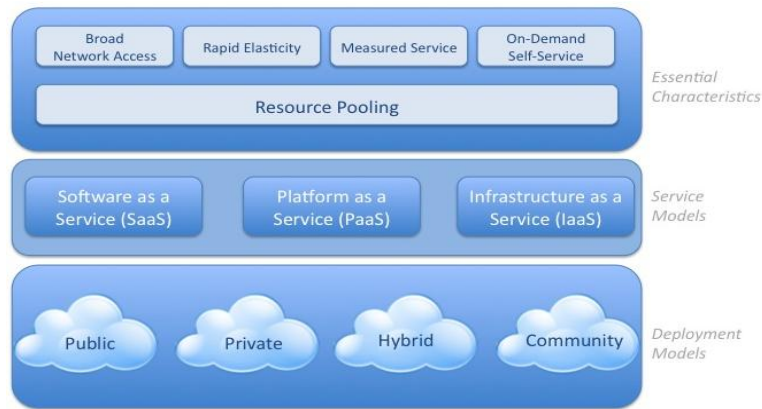 Broad
Network Access
Rapid Elasticity
Measured Service
On-Demand
Self-Service
Resource Pooling
Essential
Characteristics
Software as a
Service (SaaS)
Platform as a
Service (PaaS)
Infrastructure as a
Service (IaaS)
Service
Models
Public
Private
Hybrid
Community
Deployment
Models